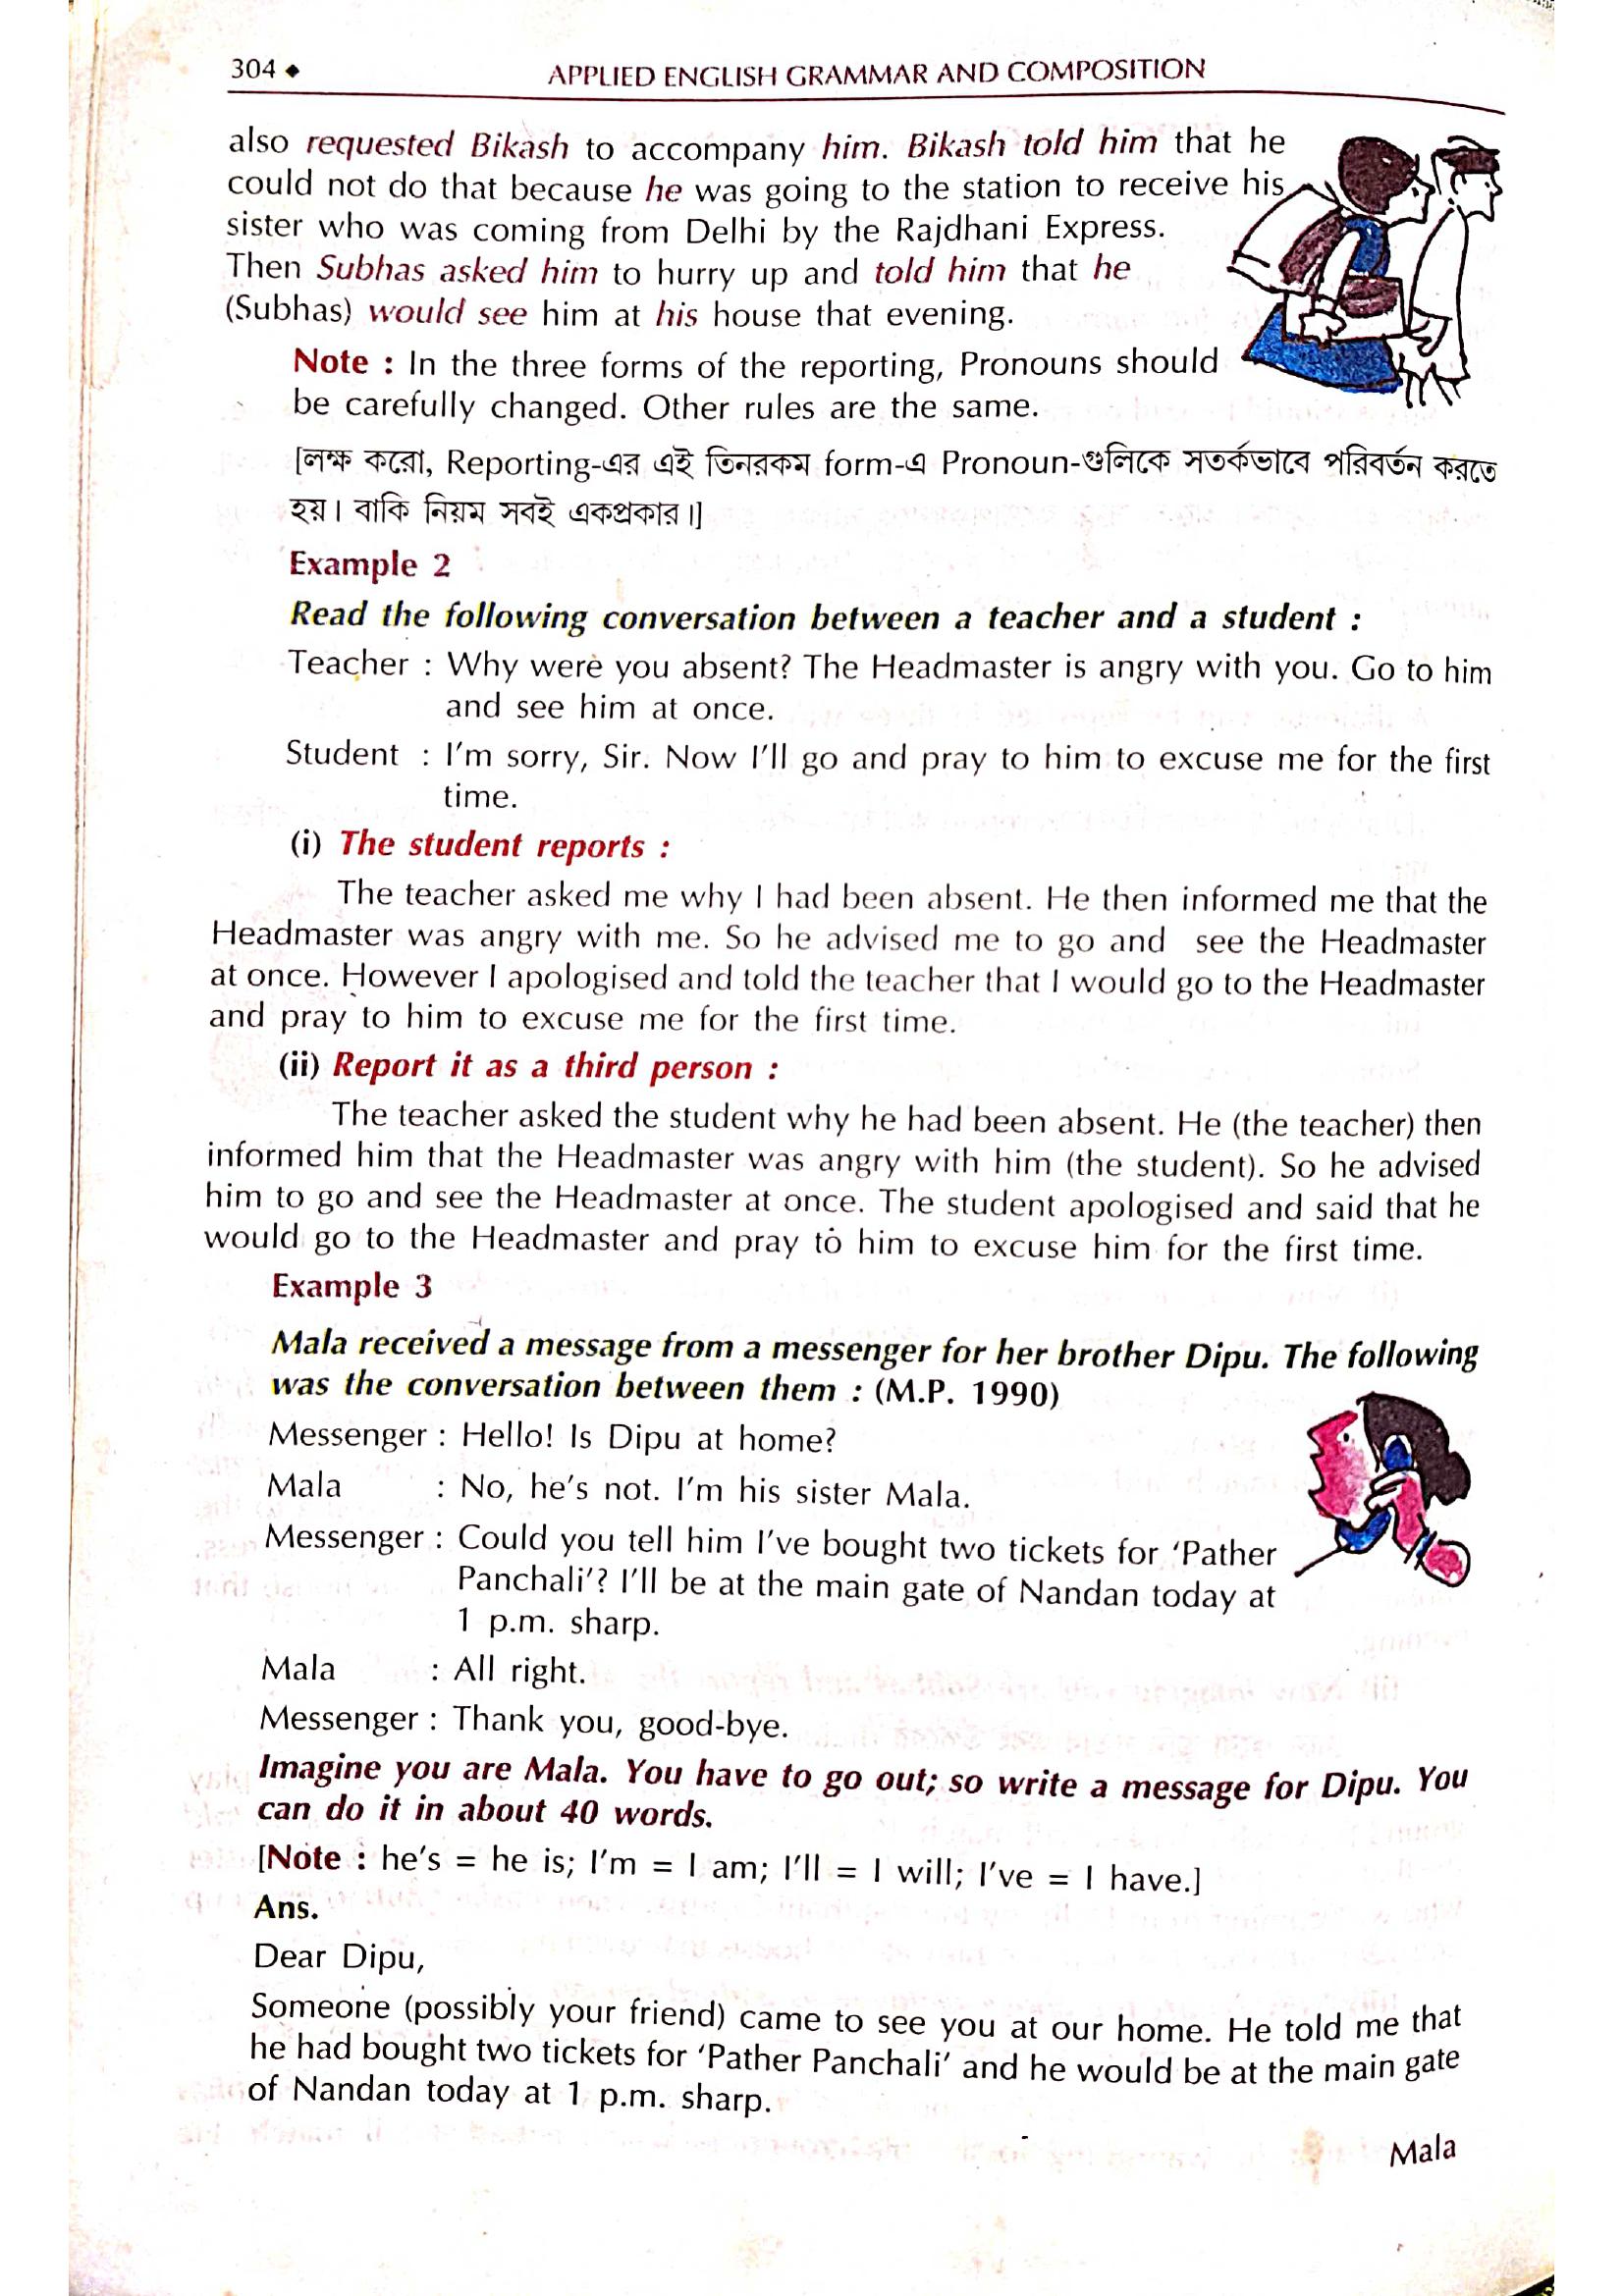 304 ◆ APPLIED ENGLISH GRAMMAR AND COMPOSITION
also requested Bikash to accompany him. Bikash told him that he
could not do that because he was going to the station to receive his
sister who was coming from Delhi by the Rajdhani Express.
Then Subhas asked him to hurry up and told him that he
(Subhas) would see him at his house that evening.
Note : In the three forms of the reporting, Pronouns should
be carefully changed. Other rules are the same.
[লক্ষ করো, Reporting-এর এই তিনরকম form-এ Pronoun-গুলিকে সতর্কভাবে পরিবর্তন করতে
হয়। বাকি নিয়ম সবই একপ্রকার।]
Example 2
Read the following conversation between a teacher and a student :
Teacher : Why were you absent? The Headmaster is angry with you. Go to him
and see him at once.
Student : I'm sorry, Sir. Now I'll go and pray to him to excuse me for the first
time.
(i) The student reports :
The teacher asked me why I had been absent. He then informed me that the
Headmaster was angry with me. So he advised me to go and see the Headmaster
at once. However I apologised and told the teacher that I would go to the Headmaster
and pray to him to excuse me for the first time.
(ii) Report it as a third person :
The teacher asked the student why he had been absent. He (the teacher) then
informed him that the Headmaster was angry with him (the student). So he advised
him to go and see the Headmaster at once. The student apologised and said that he
would go to the Headmaster and pray to him to excuse him for the first time.
Example 3
Mala received a message from a messenger for her brother Dipu. The following
was the conversation between them : (M.P. 1990)
Messenger : Hello! Is Dipu at home?
Mala : No, he's not. I'm his sister Mala.
Messenger : Could you tell him I've bought two tickets for 'Pather
Panchali'? I'll be at the main gate of Nandan today at
1 p.m. sharp.
Mala : All right.
Messenger : Thank you, good-bye.
Imagine you are Mala. You have to go out; so write a message for Dipu. You
can do it in about 40 words.
[Note : he's = he is; I'm = I am; I'll = I will; I've = I have.]
Ans.
Dear Dipu,
Someone (possibly your friend) came to see you at our home. He told me that
he had bought two tickets for 'Pather Panchali' and he would be at the main gate
of Nandan today at 1 p.m. sharp.
Mala